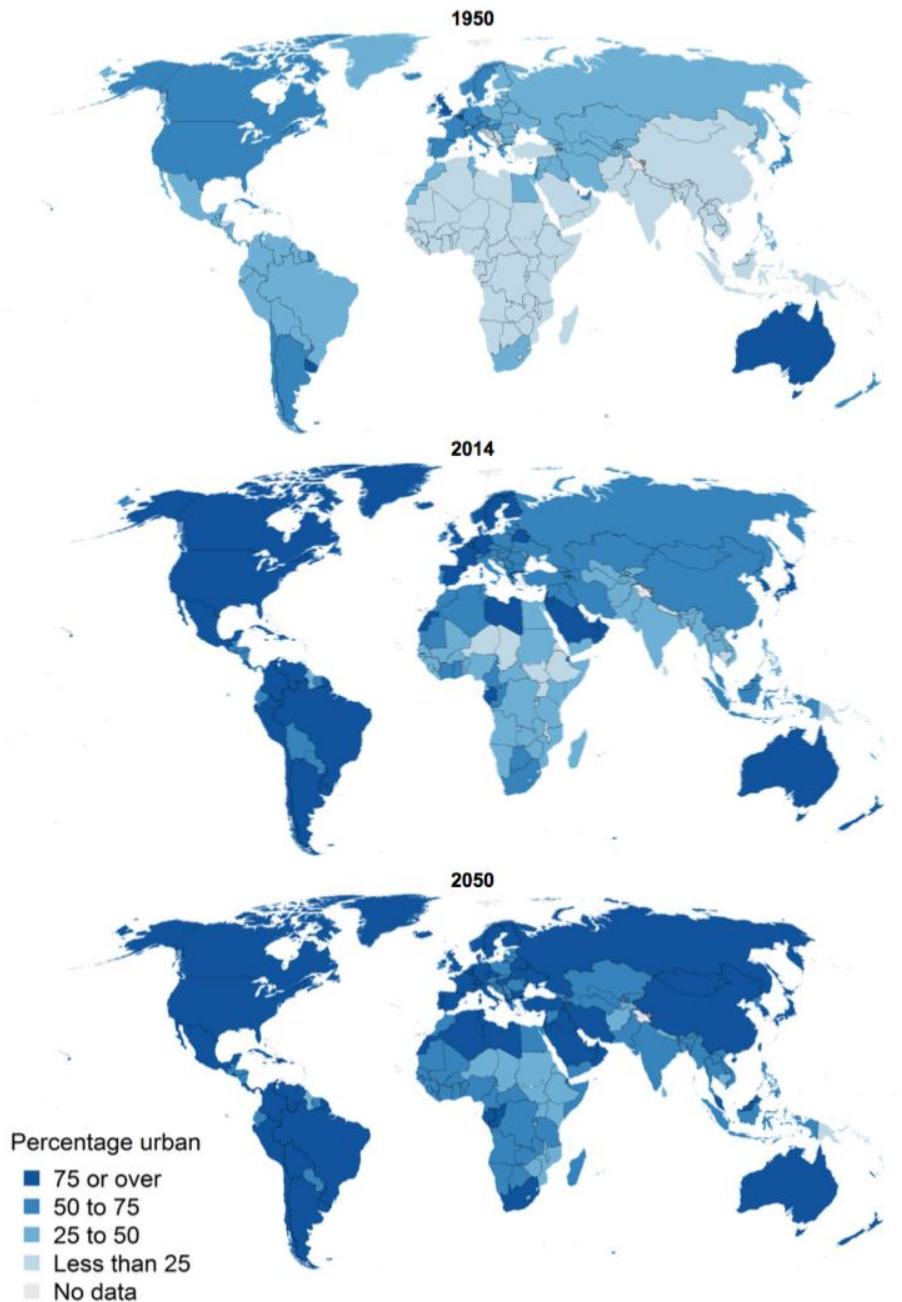 1950
2014
2050
Percentage urban
75 or over
50 to 75
25 to 50
Less than 25
No data